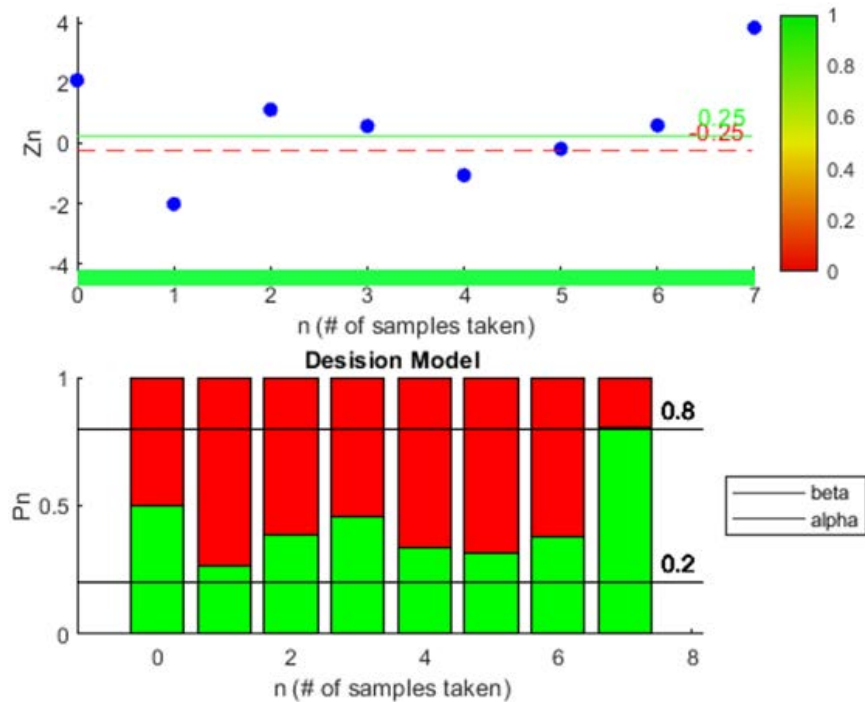 4
2
0
-2
-4
Zn
0.25
-0.25
0 1 2 3 4 5 6 7
n (# of samples taken)
1
0.8
0.6
0.4
0.2
0
Desision Model
1
0.5
0
Pn
0.8
0.2
0 2 4 6 8
n (# of samples taken)
beta
alpha